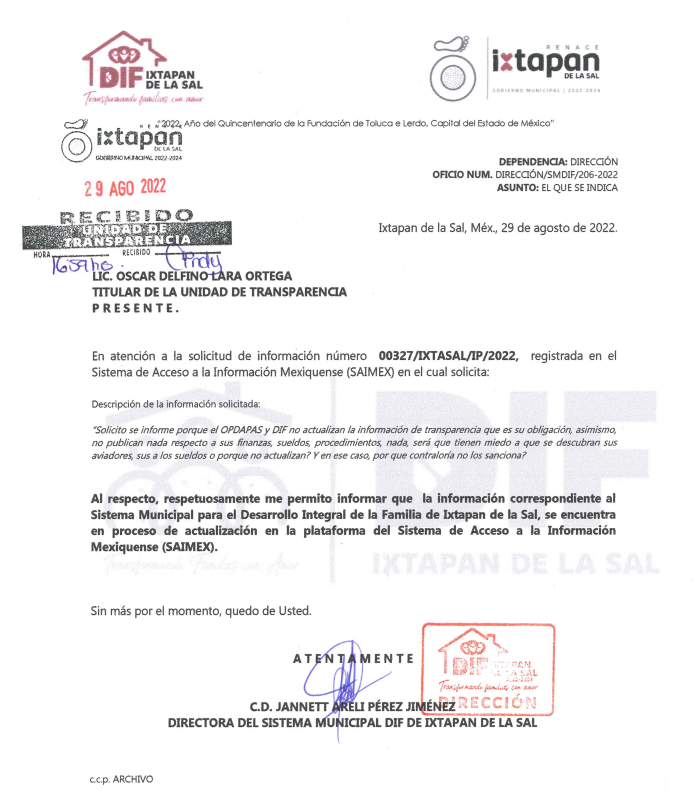 DIF IXTAPAN
DE LA SAL
Transformando familias con amor
RENACE
ixtapan
DE LA SAL
GOBIERNO MUNICIPAL | 2022-2024
"2022. Año del Quincentenario de la Fundación de Toluca e Lerdo, Capital del Estado de México"
ixtapan
DE LA SAL
GOBIERNO MUNICIPAL 2022-2024
29 AGO 2022
RECIBIDO
UNIDAD DE
TRANSPARENCIA
HORA 16:59 hs. RECIBIDO
DEPENDENCIA: DIRECCIÓN
OFICIO NUM. DIRECCIÓN/SMDIF/206-2022
ASUNTO: EL QUE SE INDICA
Ixtapan de la Sal, Méx., 29 de agosto de 2022.
LIC. OSCAR DELFINO LARA ORTEGA
TITULAR DE LA UNIDAD DE TRANSPARENCIA
P R E S E N T E .
En atención a la solicitud de información número 00327/IXTASAL/IP/2022, registrada en el
Sistema de Acceso a la Información Mexiquense (SAIMEX) en el cual solicita:
Descripción de la información solicitada:
"Solicito se informe porque el OPDAPAS y DIF no actualizan la información de transparencia que es su obligación, asimismo,
no publican nada respecto a sus finanzas, sueldos, procedimientos, nada, será que tienen miedo a que se descubran sus
aviadores, sus a los sueldos o porque no actualizan? Y en ese caso, por que contraloría no los sanciona?
Al respecto, respetuosamente me permito informar que la información correspondiente al
Sistema Municipal para el Desarrollo Integral de la Familia de Ixtapan de la Sal, se encuentra
en proceso de actualización en la plataforma del Sistema de Acceso a la Información
Mexiquense (SAIMEX).
DIF
Transformando Familias con Amor
IXTAPAN DE LA SAL
Sin más por el momento, quedo de Usted.
A T E N T A M E N T E
DIF IXTAPAN
DE LA SAL
Transformando familias con amor
DIRECCIÓN
C.D. JANNETT ARELI PÉREZ JIMÉNEZ
DIRECTORA DEL SISTEMA MUNICIPAL DIF DE IXTAPAN DE LA SAL
c.c.p. ARCHIVO